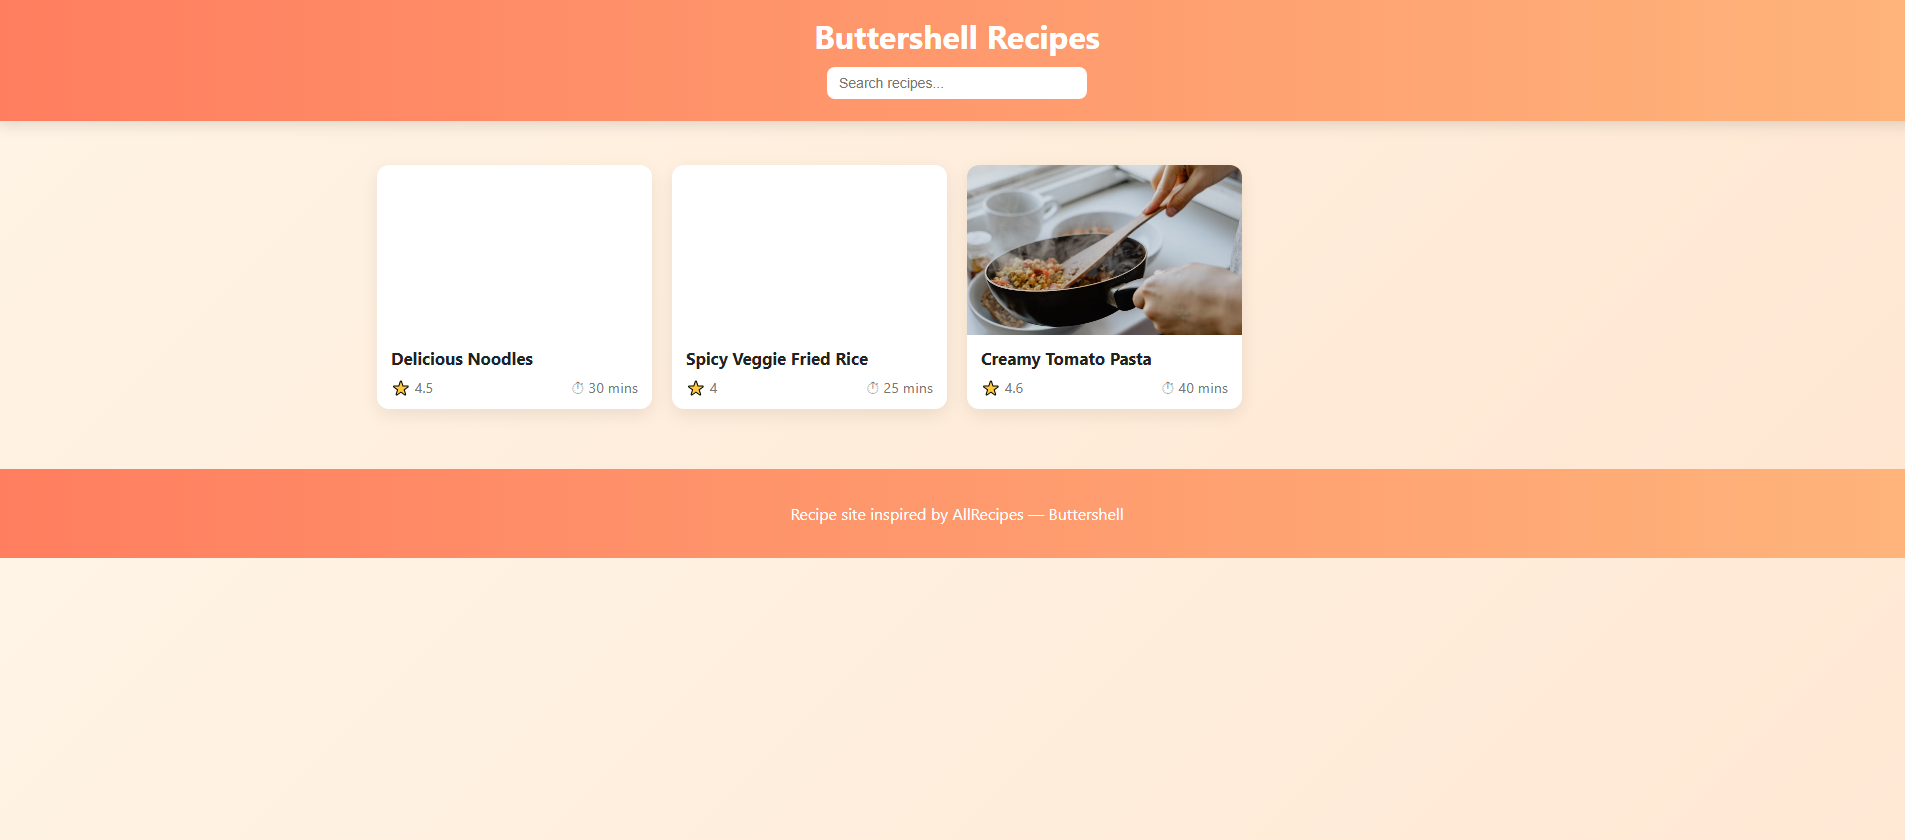 Buttershell Recipes
Search recipes...
Delicious Noodles
4.5
30 mins
Spicy Veggie Fried Rice
4
25 mins
Creamy Tomato Pasta
4.6
40 mins
Recipe site inspired by AllRecipes — Buttershell